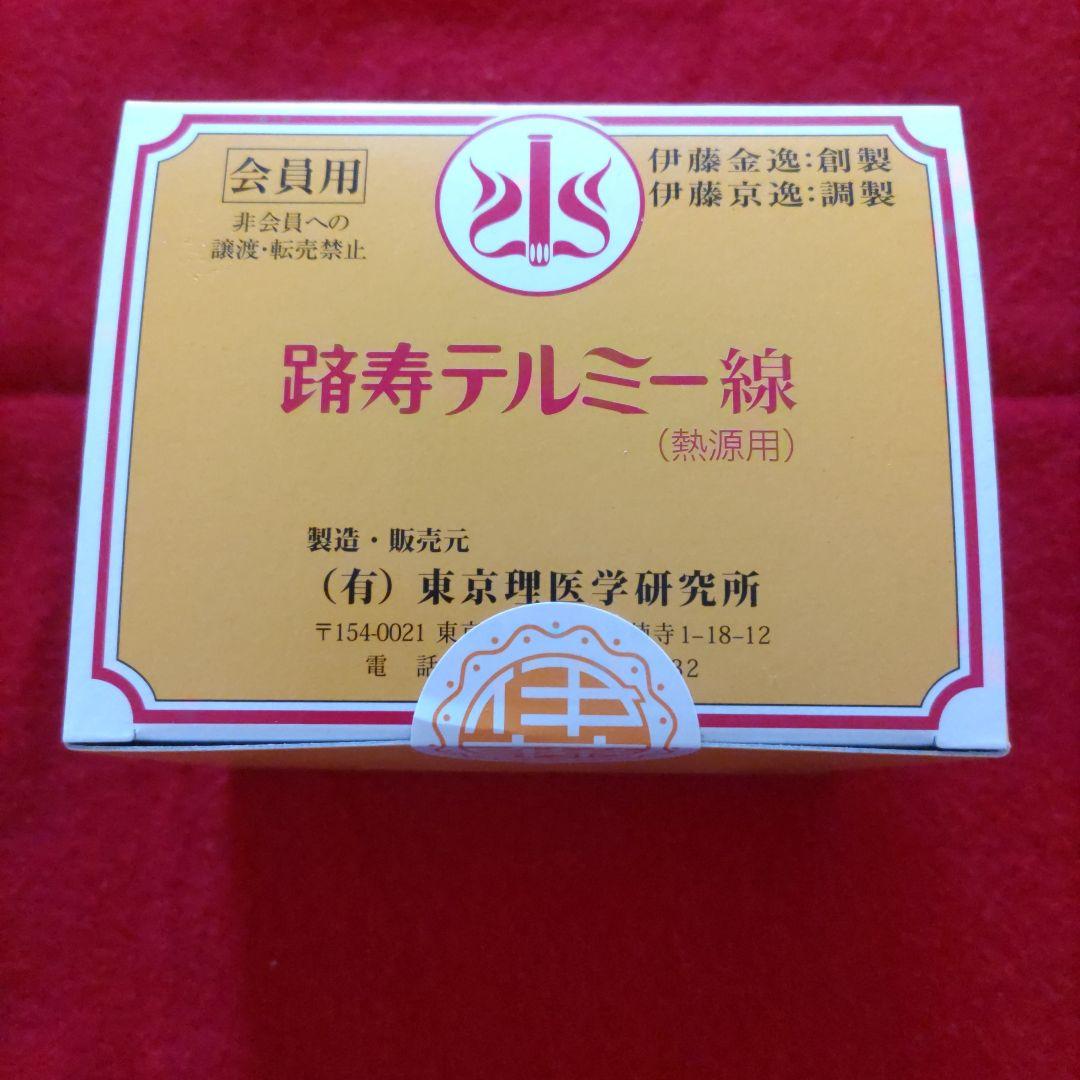 会員用
非会員への
譲渡・転売禁止
伊藤金逸:創製
伊藤京逸:調製
躋寿テルミー線
(熱源用)
製造・販売元
(有)東京理医学研究所
〒154-0021 東京 徳寺1-18-12
電話 32
伊